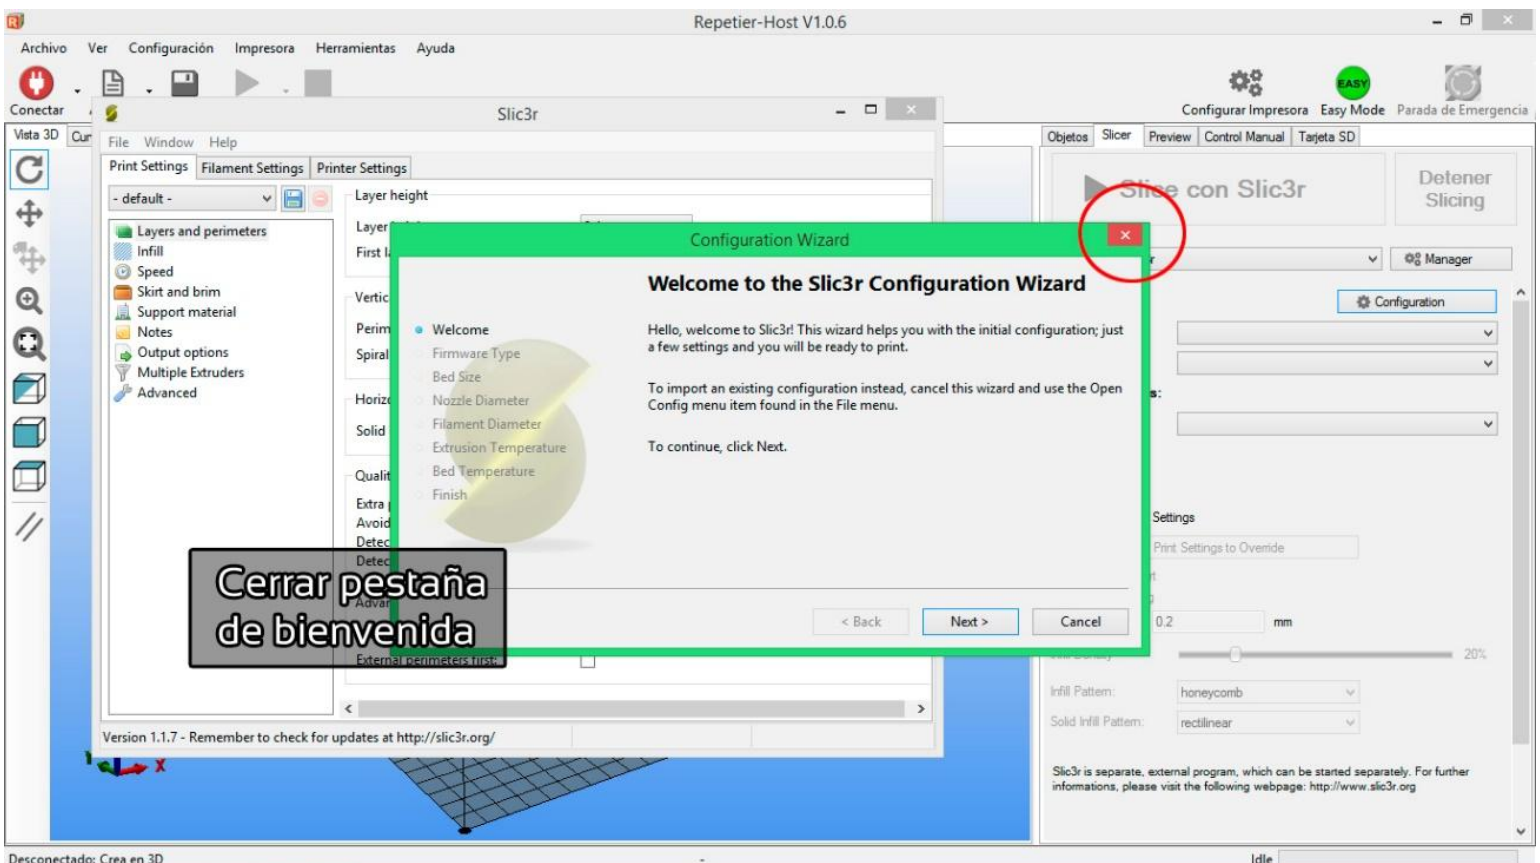 Repetier-Host V1.0.6
Archivo Ver Configuración Impresora Herramientas Ayuda
Conectar
Configurar Impresora Easy Mode Parada de Emergencia
EASY
Vista 3D
Slic3r
File Window Help
Print Settings Filament Settings Printer Settings
- default -
Layers and perimeters
Infill
Speed
Skirt and brim
Support material
Notes
Output options
Multiple Extruders
Advanced
Layer height
Layer
First
Perim
Spiral
Solid
Extra
Avoid
External perimeters first:
Version 1.1.7 - Remember to check for updates at http://slic3r.org/
Configuration Wizard
Welcome to the Slic3r Configuration Wizard
Welcome
Firmware Type
Bed Size
Nozzle Diameter
Filament Diameter
Extrusion Temperature
Bed Temperature
Finish
Hello, welcome to Slic3r! This wizard helps you with the initial configuration; just
a few settings and you will be ready to print.
To import an existing configuration instead, cancel this wizard and use the Open
Config menu item found in the File menu.
To continue, click Next.
< Back Next > Cancel
Cerrar pestaña
de bienvenida
Objetos Slicer Preview Control Manual Tarjeta SD
Slice con Slic3r
Detener
Slicing
Manager
Configuration
Settings
Print Settings to Override
0.2 mm
20%
Infill Pattern: honeycomb
Solid Infill Pattern: rectilinear
Slic3r is separate, external program, which can be started separately. For further
informations, please visit the following webpage: http://www.slic3r.org
X
Desconectado: Crea en 3D
-
Idle